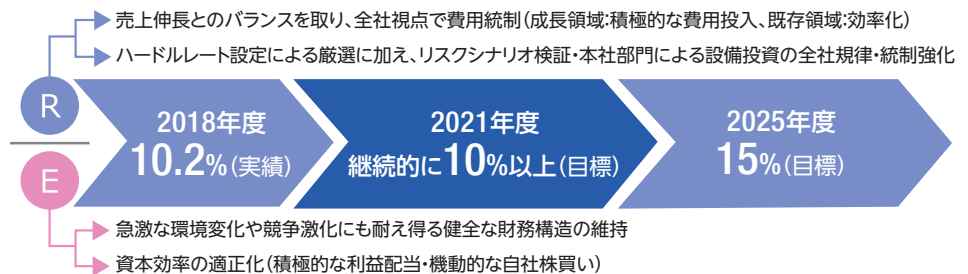 売上伸長とのバランスを取り、全社視点で費用統制（成長領域：積極的な費用投入、既存領域：効率化）
ハードルレート設定による厳選に加え、リスクシナリオ検証・本社部門による設備投資の全社規律・統制強化
R
2018年度
10.2%（実績）
2021年度
継続的に10%以上（目標）
2025年度
15%（目標）
E
急激な環境変化や競争激化にも耐え得る健全な財務構造の維持
資本効率の適正化（積極的な利益配当・機動的な自社株買い）